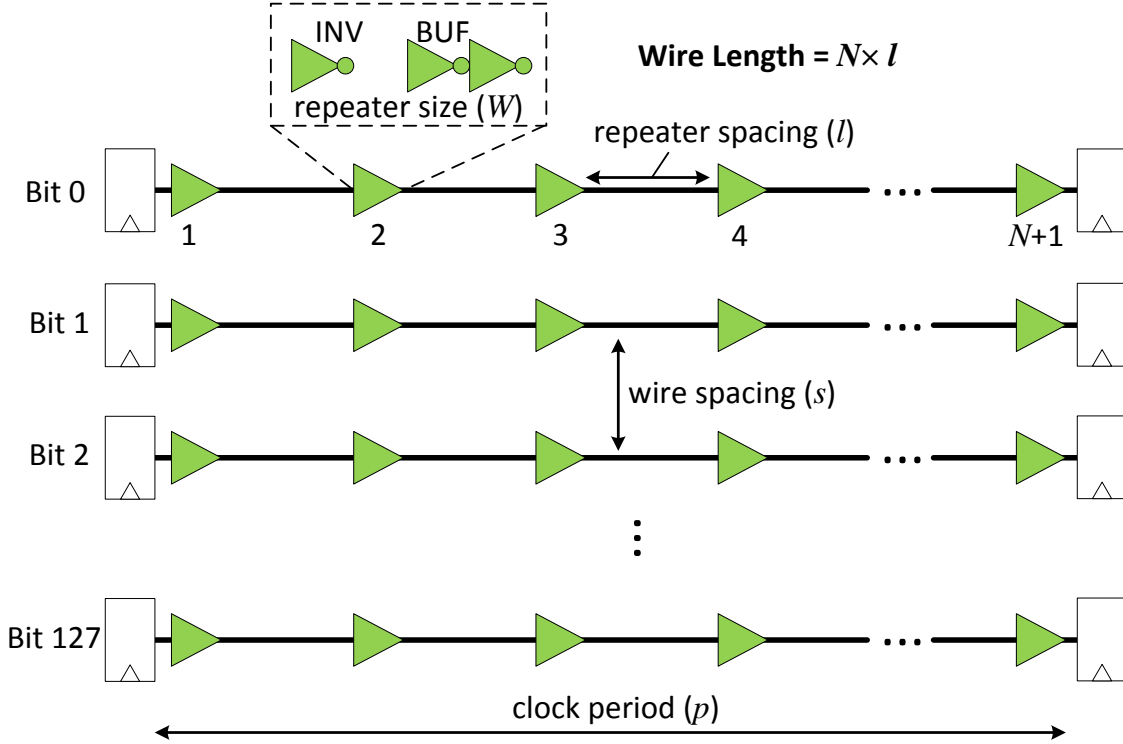 INV BUF
Wire Length = N× l
repeater size (W)
repeater spacing (l)
Bit 0
...
1 2 3 4 N+1
Bit 1
...
wire spacing (s)
Bit 2
...
Bit 127
...
clock period (p)